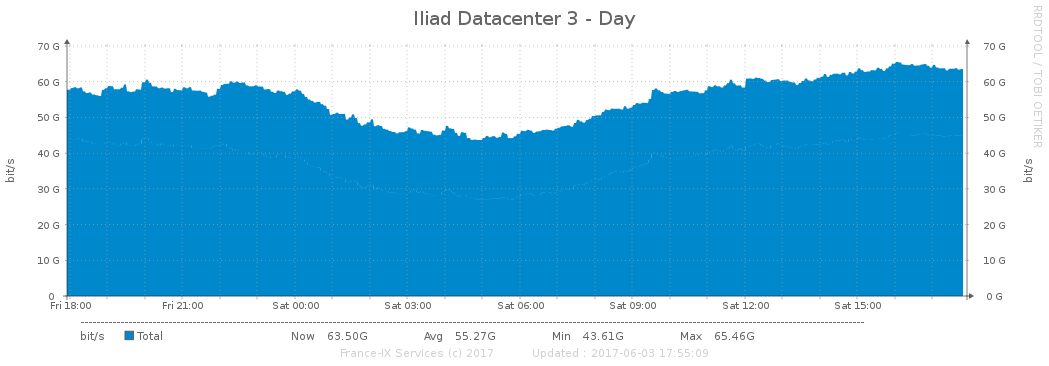 Iliad Datacenter 3 - Day
RRDTOOL / TOBI OETIKER
70 G 70 G
60 G 60 G
50 G 50 G
40 G 40 G
30 G 30 G
20 G 20 G
10 G 10 G
0 0 G
bit/s bit/s
Fri 18:00 Fri 21:00 Sat 00:00 Sat 03:00 Sat 06:00 Sat 09:00 Sat 12:00 Sat 15:00
bit/s Total Now 63.50G Avg 55.27G Min 43.61G Max 65.46G
France-IX Services (c) 2017 Updated : 2017-06-03 17:55:09